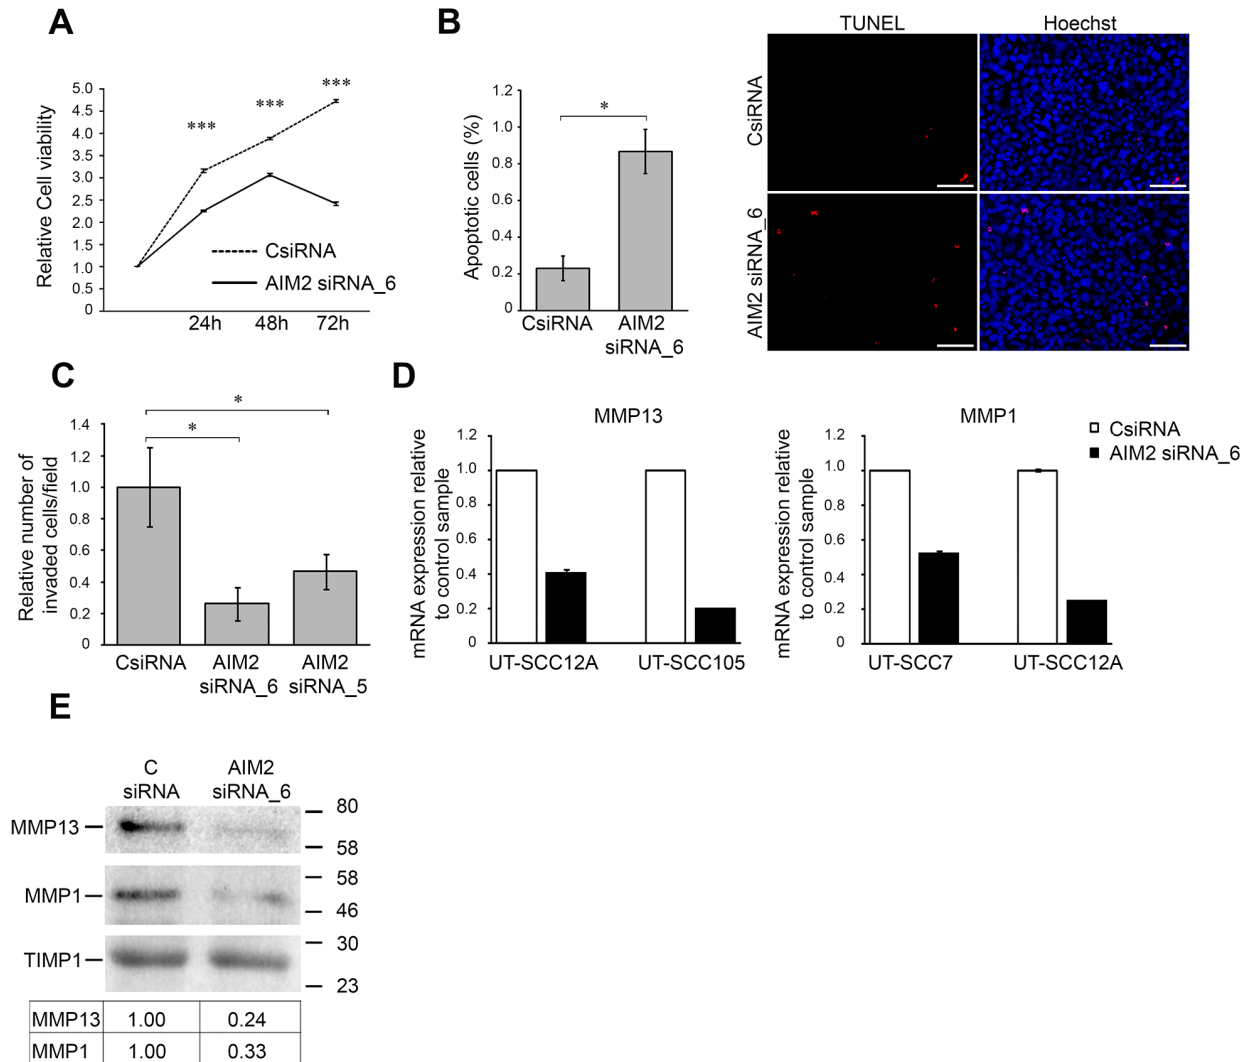 A
Relative Cell viability
5.0
4.5
4.0
3.5
3.0
2.5
2.0
1.5
1.0
0.5
0
***
***
***
CsiRNA
AIM2 siRNA_6
24h
48h
72h
B
Apoptotic cells (%)
1.2
1.0
0.8
0.6
0.4
0.2
0
*
CsiRNA
AIM2
siRNA_6
TUNEL
Hoechst
CsiRNA
AIM2 siRNA_6
C
Relative number of
invaded cells/field
1.4
1.2
1.0
0.8
0.6
0.4
0.2
0
*
*
CsiRNA
AIM2
siRNA_6
AIM2
siRNA_5
D
MMP13
mRNA expression relative
to control sample
1.2
1.0
0.8
0.6
0.4
0.2
0
UT-SCC12A
UT-SCC105
MMP1
mRNA expression relative
to control sample
1.2
1.0
0.8
0.6
0.4
0.2
0
UT-SCC7
UT-SCC12A
CsiRNA
AIM2 siRNA_6
E
C
siRNA
AIM2
siRNA_6
MMP13
80
58
MMP1
58
46
TIMP1
30
23
MMP13 1.00 0.24
MMP1 1.00 0.33